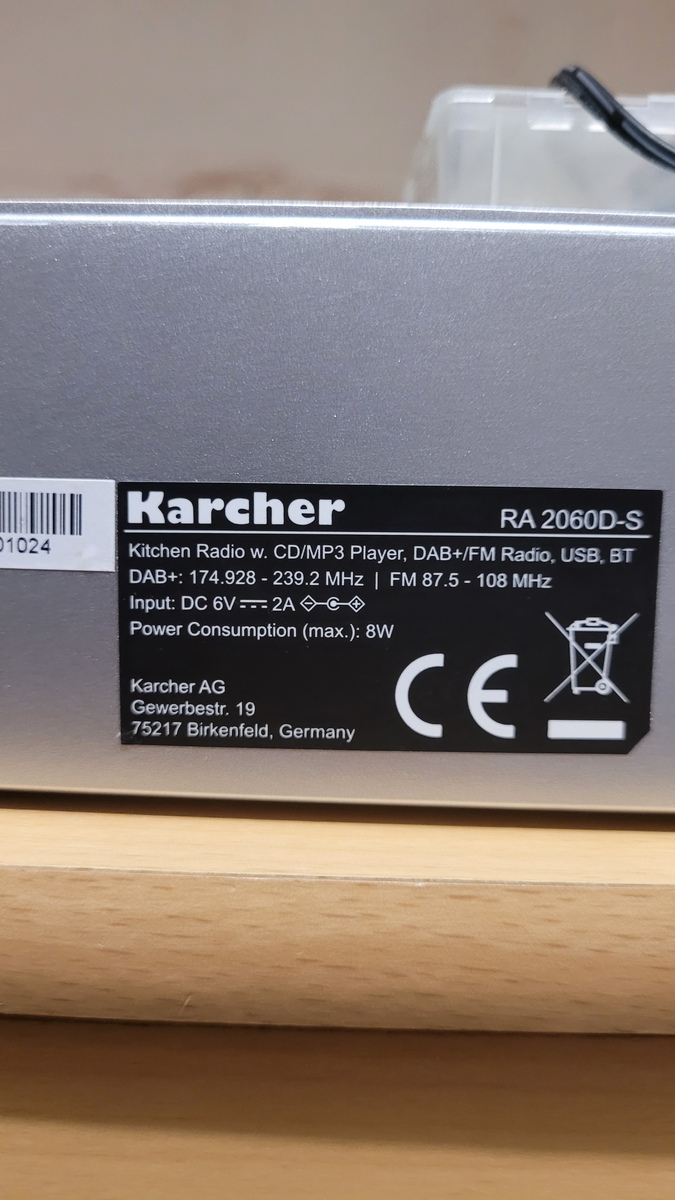 01024
Karcher
RA 2060D-S
Kitchen Radio w. CD/MP3 Player, DAB+/FM Radio, USB, BT
DAB+: 174.928 - 239.2 MHz | FM 87.5 - 108 MHz
Input: DC 6V⎓2A
Power Consumption (max.): 8W
Karcher AG
Gewerbestr. 19
75217 Birkenfeld, Germany
CE